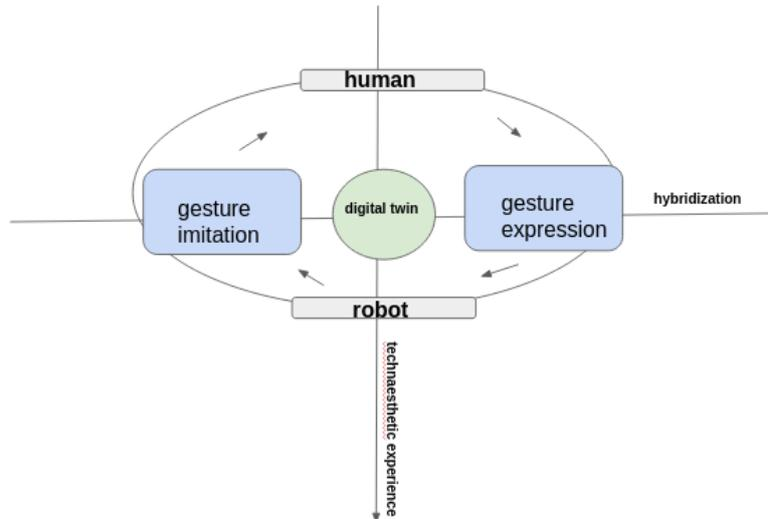 human
gesture
imitation
digital twin
gesture
expression
hybridization
robot
technaesthetic experience